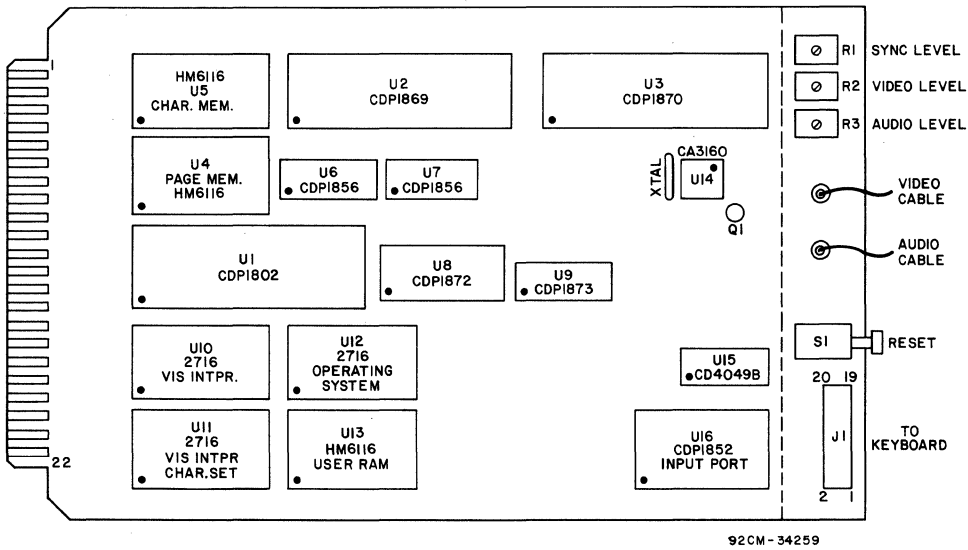 1
HM6116
U5
CHAR. MEM.
U2
CDP1869
U3
CDP1870
R1 SYNC LEVEL
R2 VIDEO LEVEL
R3 AUDIO LEVEL
U4
PAGE MEM.
HM6116
U6
CDP1856
U7
CDP1856
XTAL
CA3160
U14
Q1
VIDEO
CABLE
AUDIO
CABLE
U1
CDP1802
U8
CDP1872
U9
CDP1873
U10
2716
VIS INTPR.
U12
2716
OPERATING
SYSTEM
U15
CD4049B
S1
RESET
20 19
U11
2716
VIS INTPR
CHAR.SET
U13
HM6116
USER RAM
U16
CDP1852
INPUT PORT
J1
TO
KEYBOARD
22
2 1
92CM-34259